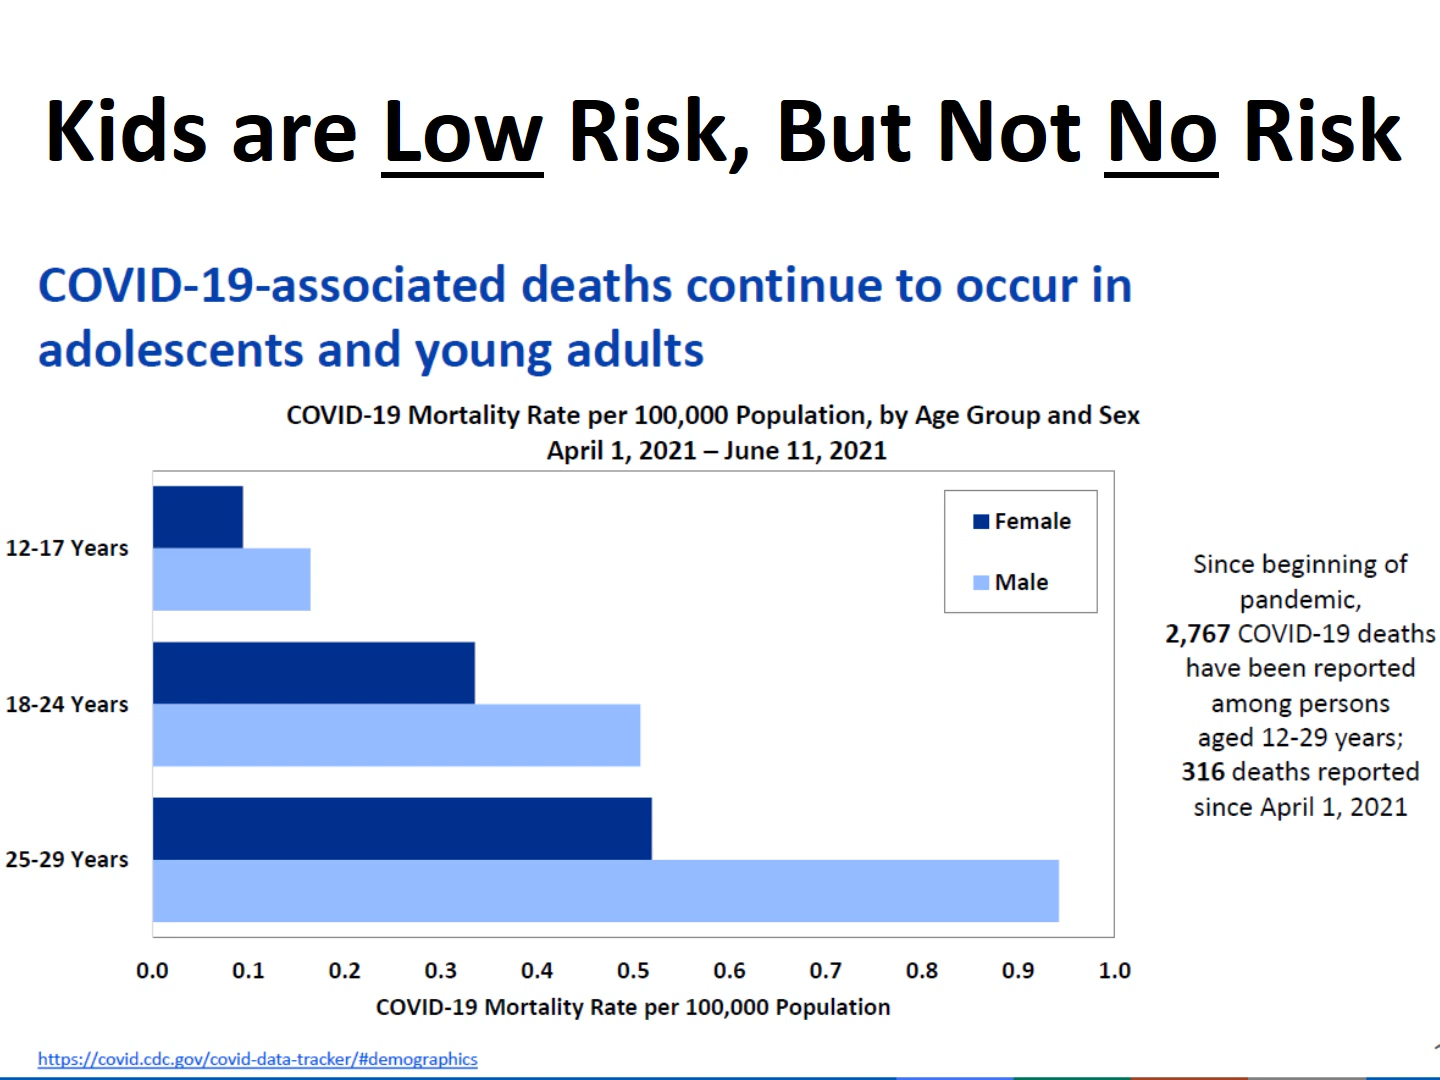 Kids are Low Risk, But Not No Risk
COVID-19-associated deaths continue to occur in
adolescents and young adults
COVID-19 Mortality Rate per 100,000 Population, by Age Group and Sex
April 1, 2021 – June 11, 2021
Female
Male
12-17 Years
18-24 Years
25-29 Years
0.0 0.1 0.2 0.3 0.4 0.5 0.6 0.7 0.8 0.9 1.0
COVID-19 Mortality Rate per 100,000 Population
Since beginning of
pandemic,
2,767 COVID-19 deaths
have been reported
among persons
aged 12-29 years;
316 deaths reported
since April 1, 2021
https://covid.cdc.gov/covid-data-tracker/#demographics